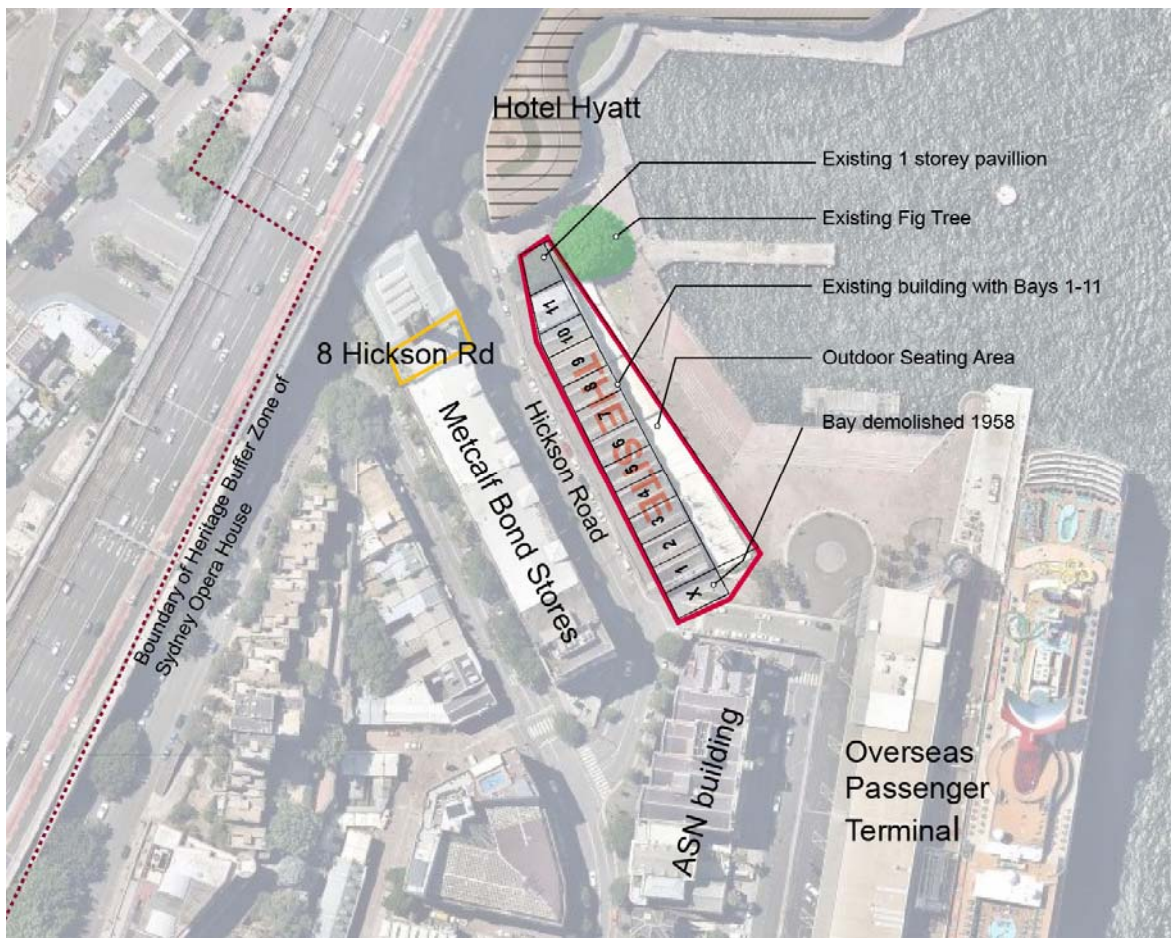 Hotel Hyatt
Existing 1 storey pavillion
Existing Fig Tree
Existing building with Bays 1-11
Outdoor Seating Area
Bay demolished 1958
8 Hickson Rd
Metcalf Bond Stores
Hickson Road
THE SITE
11
10
9
8
7
6
5
4
3
2
1
X
Boundary of Heritage Buffer Zone of
Sydney Opera House
ASN building
Overseas
Passenger
Terminal